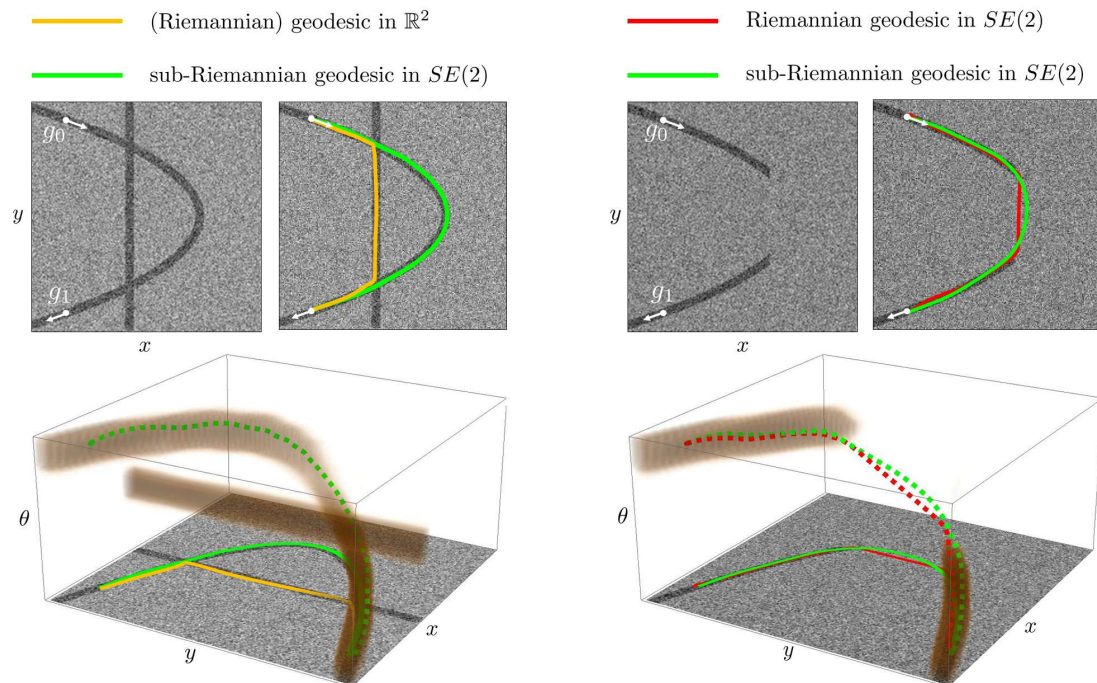 (Riemannian) geodesic in ℝ²
sub-Riemannian geodesic in SE(2)
Riemannian geodesic in SE(2)
sub-Riemannian geodesic in SE(2)
g₀
y
g₁
x
g₀
g₁
x
θ
y
x
θ
y
x